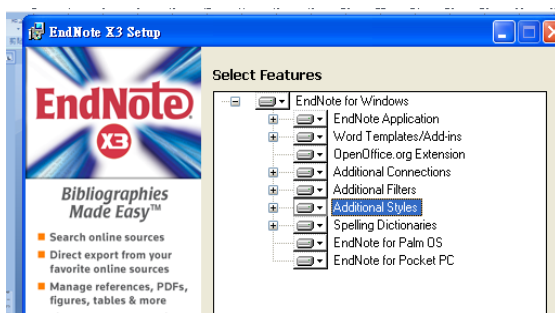 EndNote X3 Setup
EndNote
X3
Bibliographies
Made Easy™
Search online sources
Direct export from your
favorite online sources
Manage references, PDFs,
figures, tables & more
Select Features
EndNote for Windows
EndNote Application
Word Templates/Add-ins
OpenOffice.org Extension
Additional Connections
Additional Filters
Additional Styles
Spelling Dictionaries
EndNote for Palm OS
EndNote for Pocket PC